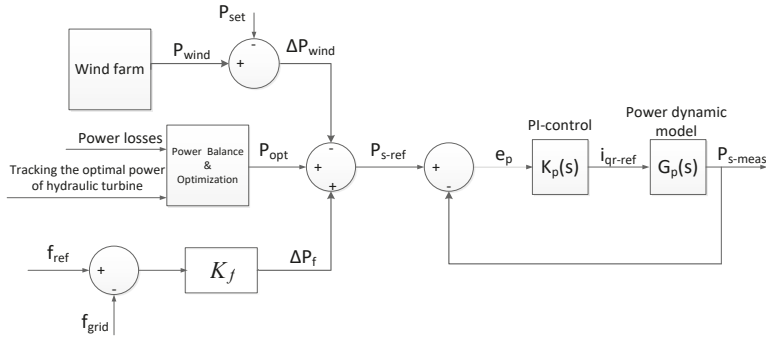 P_set
-
Wind farm
P_wind
+
ΔP_wind
Power losses
Tracking the optimal power
of hydraulic turbine
Power Balance
&
Optimization
P_opt
-
+
+
P_s-ref
+
-
e_p
PI-control
K_p(s)
i_qr-ref
Power dynamic
model
G_p(s)
P_s-meas
f_ref
+
-
f_grid
K_f
ΔP_f